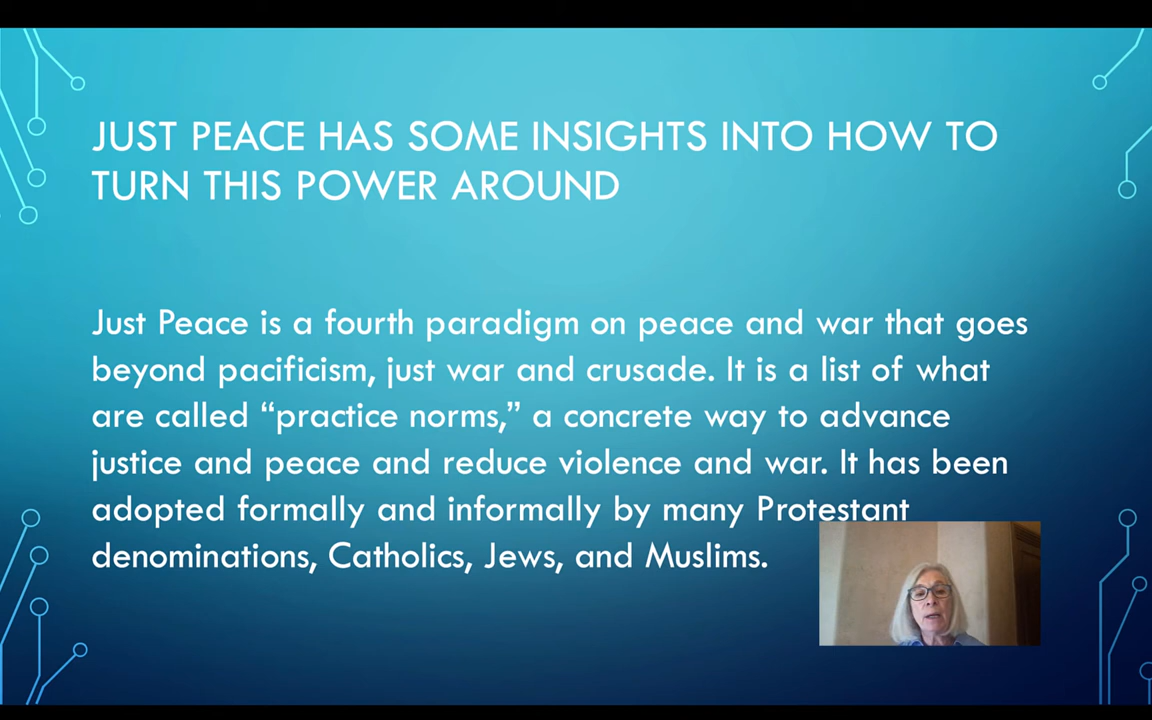 JUST PEACE HAS SOME INSIGHTS INTO HOW TO
TURN THIS POWER AROUND
Just Peace is a fourth paradigm on peace and war that goes
beyond pacificism, just war and crusade. It is a list of what
are called “practice norms,” a concrete way to advance
justice and peace and reduce violence and war. It has been
adopted formally and informally by many Protestant
denominations, Catholics, Jews, and Muslims.